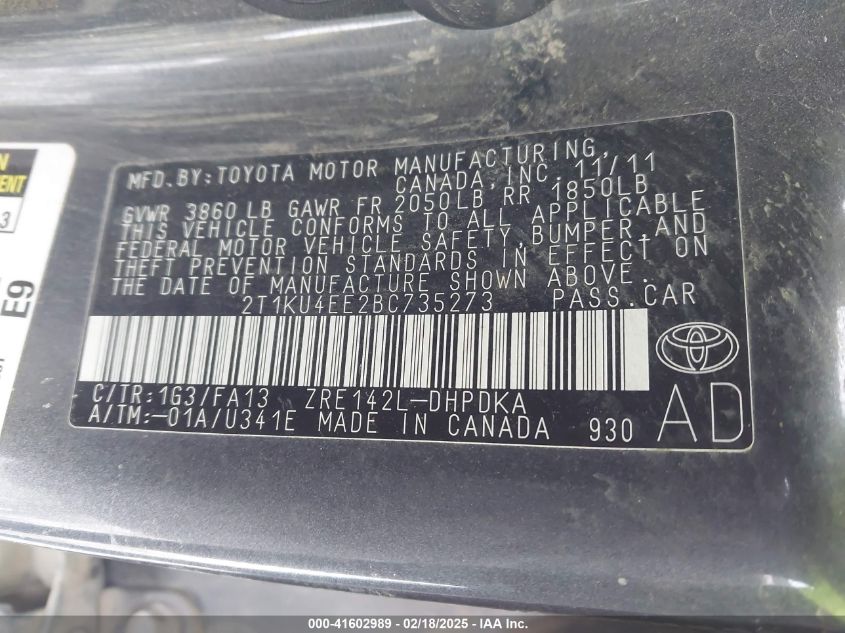 MFD.BY:TOYOTA MOTOR MANUFACTURING,
CANADA,INC. 11/11
GVWR 3860 LB GAWR FR 2050LB RR 1850LB
THIS VEHICLE CONFORMS TO ALL APPLICABLE
FEDERAL MOTOR VEHICLE SAFETY,BUMPER,AND
THEFT PREVENTION STANDARDS IN EFFECT ON
THE DATE OF MANUFACTURE SHOWN ABOVE.
2T1KU4EE2BC735273 PASS.CAR
C/TR:1G3/FA13 ZRE142L-DHPDKA
A/TM:-01A/U341E MADE IN CANADA 930 AD
E9
000-41602989 - 02/18/2025 - IAAI.com